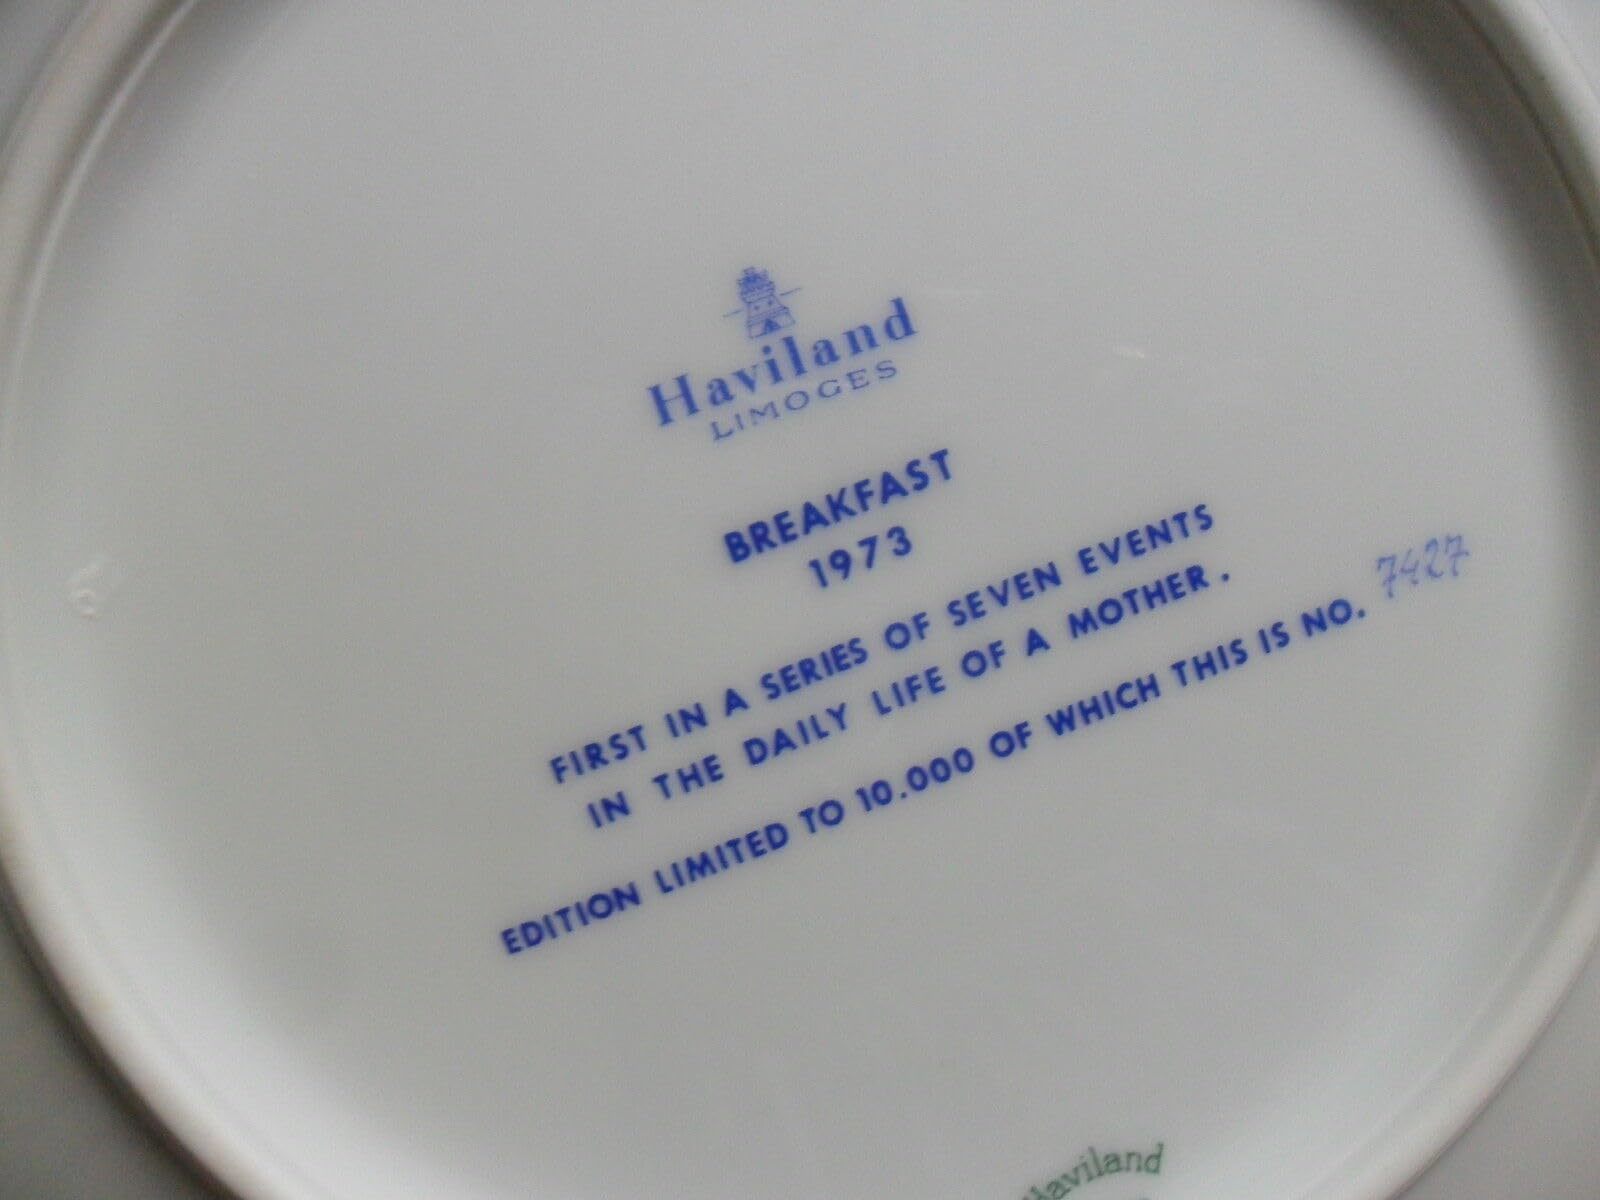 Haviland
LIMOGES
BREAKFAST
1973
FIRST IN A SERIES OF SEVEN EVENTS
IN THE DAILY LIFE OF A MOTHER.
EDITION LIMITED TO 10.000 OF WHICH THIS IS NO. 7427
Haviland